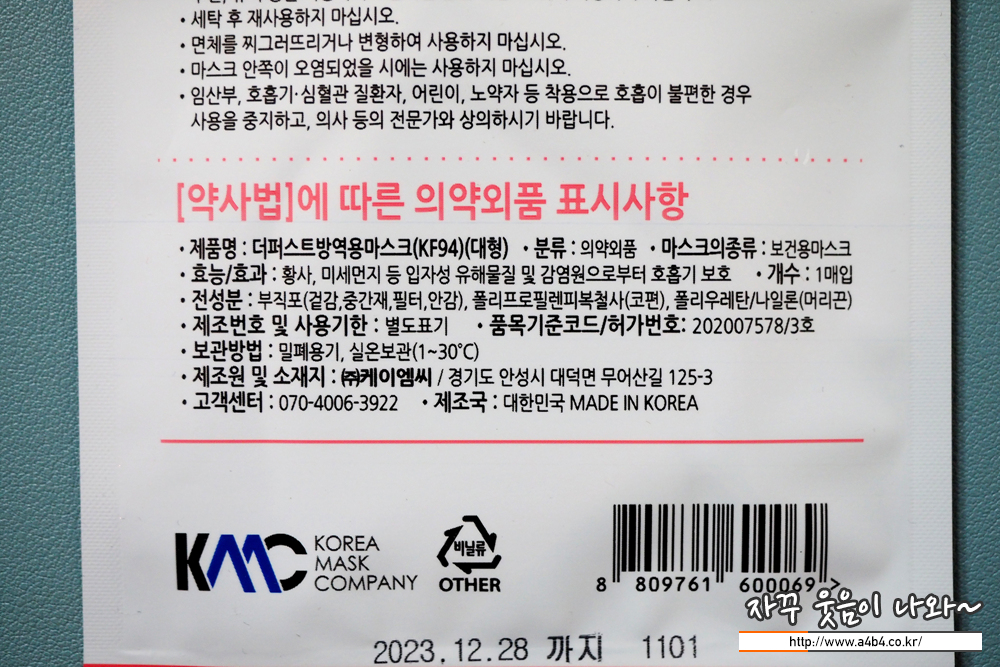 • 세탁 후 재사용하지 마십시오.
• 면체를 찌그러뜨리거나 변형하여 사용하지 마십시오.
• 마스크 안쪽이 오염되었을 시에는 사용하지 마십시오.
• 임산부, 호흡기·심혈관 질환자, 어린이, 노약자 등 착용으로 호흡이 불편한 경우
사용을 중지하고, 의사 등의 전문가와 상의하시기 바랍니다.
[약사법]에 따른 의약외품 표시사항
• 제품명 : 더퍼스트방역용마스크(KF94)(대형) • 분류 : 의약외품 • 마스크의종류 : 보건용마스크
• 효능/효과 : 황사, 미세먼지 등 입자성 유해물질 및 감염원으로부터 호흡기 보호 • 개수 : 1매입
• 전성분 : 부직포(겉감,중간재,필터,안감), 폴리프로필렌피복철사(코편), 폴리우레탄/나일론(머리끈)
• 제조번호 및 사용기한 : 별도표기 • 품목기준코드/허가번호: 202007578/3호
• 보관방법 : 밀폐용기, 실온보관(1~30℃)
• 제조원 및 소재지 : ㈜케이엠씨 / 경기도 안성시 대덕면 무어산길 125-3
• 고객센터 : 070-4006-3922 • 제조국 : 대한민국 MADE IN KOREA
KMC KOREA
MASK
COMPANY
비닐류
OTHER
8 809761 600069 >
자꾸 웃음이 나와~
http://www.a4b4.co.kr/
2023.12.28 까지 1101